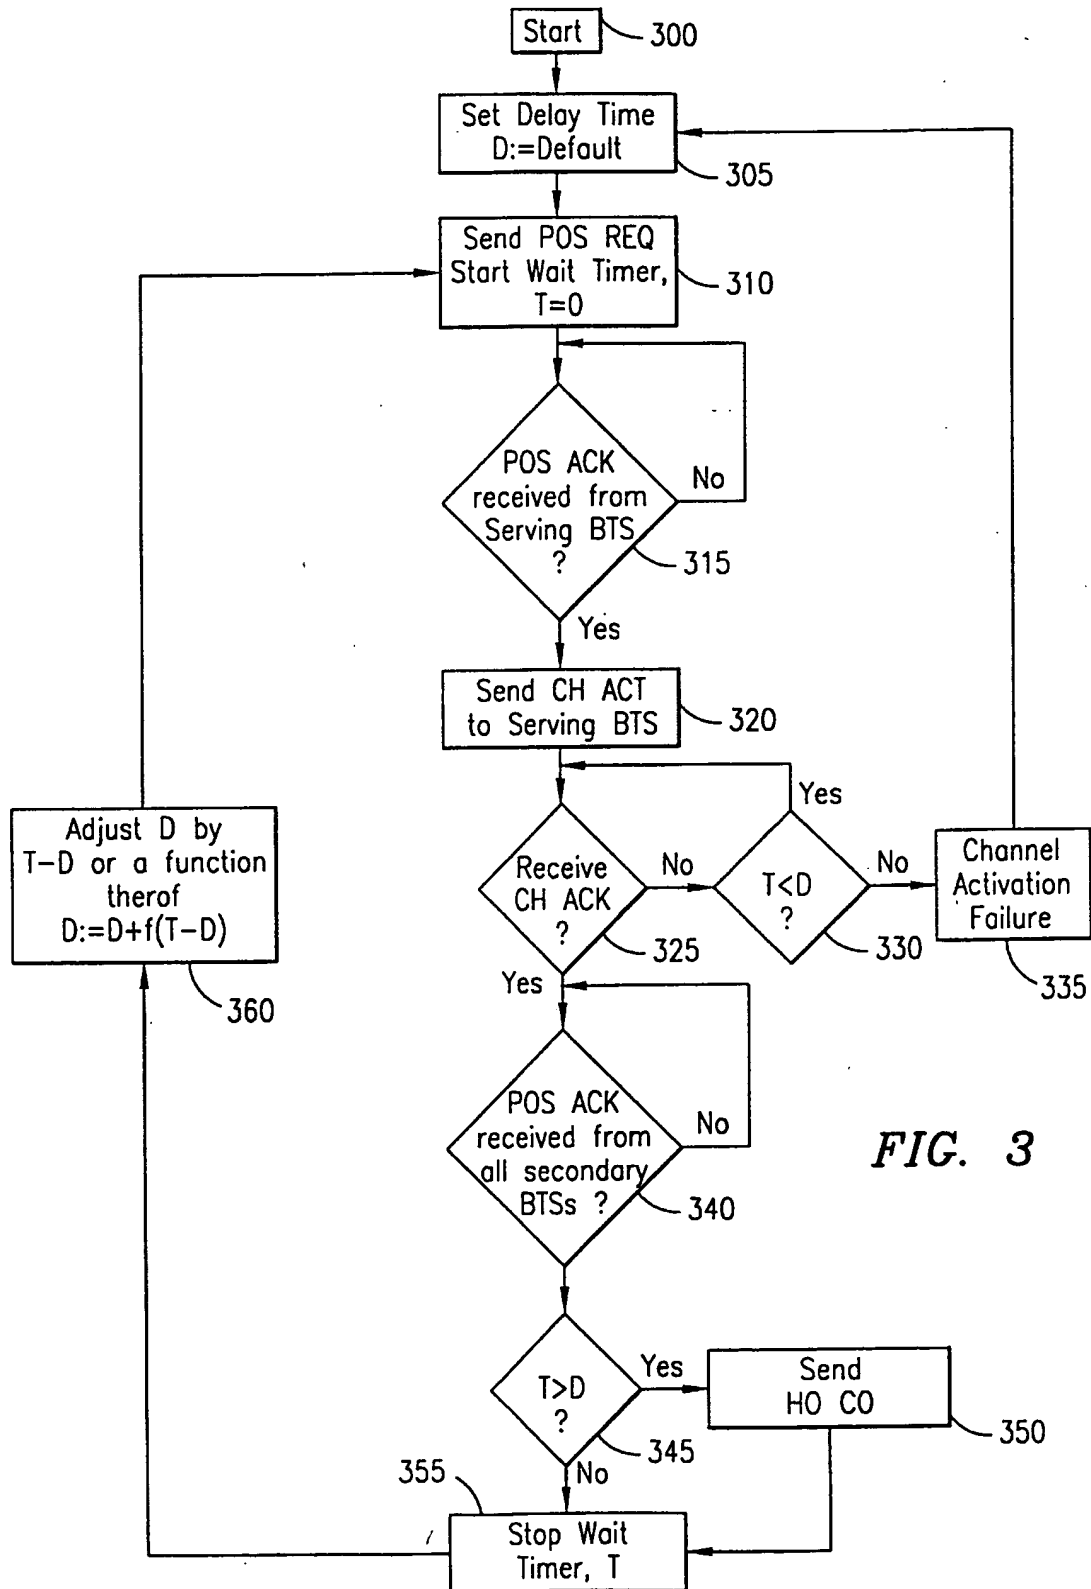 Start
300
Set Delay Time
D:=Default
305
Send POS REQ
Start Wait Timer,
T=0
310
POS ACK
received from
Serving BTS
?
No
315
Yes
Send CH ACT
to Serving BTS
320
Yes
Adjust D by
T-D or a function
therof
D:=D+f(T-D)
360
Receive
CH ACK
?
325
No
T<D
?
330
No
Channel
Activation
Failure
335
Yes
POS ACK
received from
all secondary
BTSs ?
No
340
FIG. 3
T>D
?
Yes
345
Send
HO CO
350
No
355
Stop Wait
Timer, T